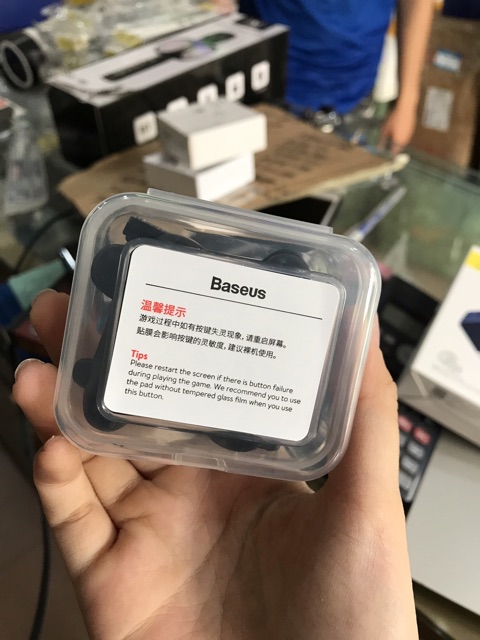 Baseus
温馨提示
游戏过程中如有按键失灵现象,请重启屏幕。
贴膜会影响按键的灵敏度,建议裸机使用。
Tips
Please restart the screen if there is button failure
during playing the game. We recommend you to use
the pad without tempered glass film when you use
this button.